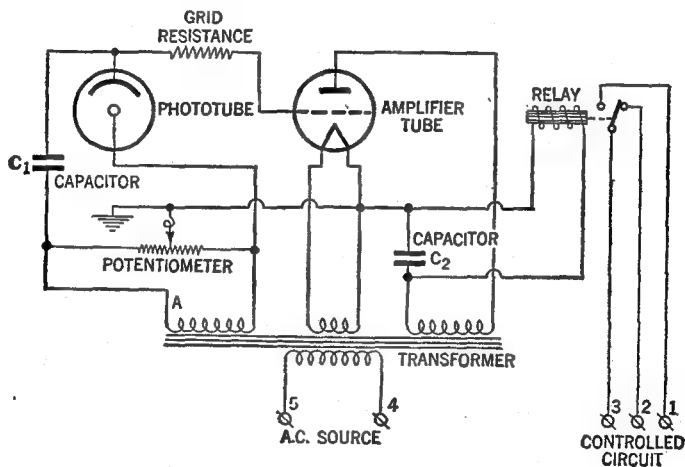 GRID
RESISTANCE
PHOTOTUBE
AMPLIFIER
TUBE
RELAY
C1
CAPACITOR
CAPACITOR
C2
POTENTIOMETER
A
TRANSFORMER
5
4
3
2
1
A.C. SOURCE
CONTROLLED
CIRCUIT